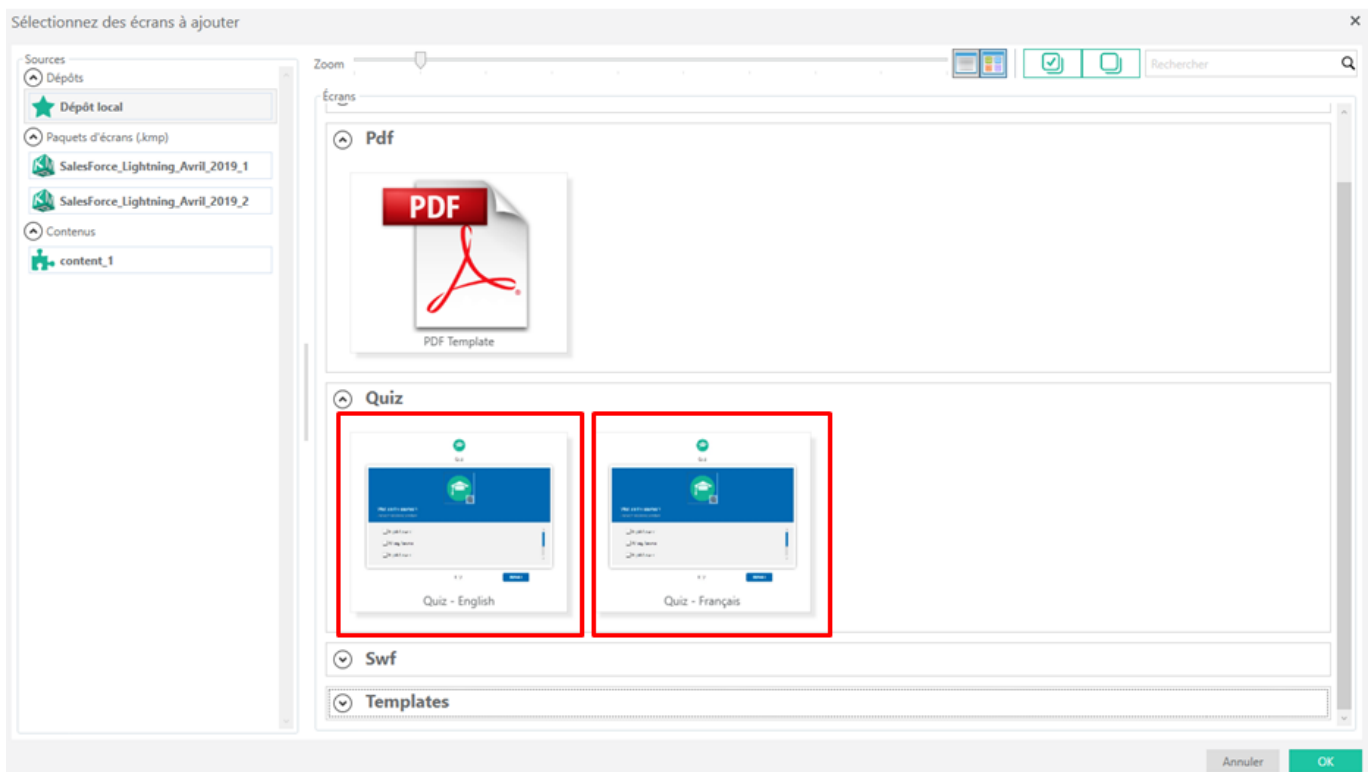 Sélectionnez des écrans à ajouter
Sources
Dépôts
Dépôt local
Paquets d'écrans (.kmp)
SalesForce_Lightning_Avril_2019_1
SalesForce_Lightning_Avril_2019_2
Contenus
content_1
Zoom
Rechercher
Écrans
Pdf
PDF
PDF Template
Quiz
Quiz - English
Quiz - Français
Swf
Templates
Annuler
OK